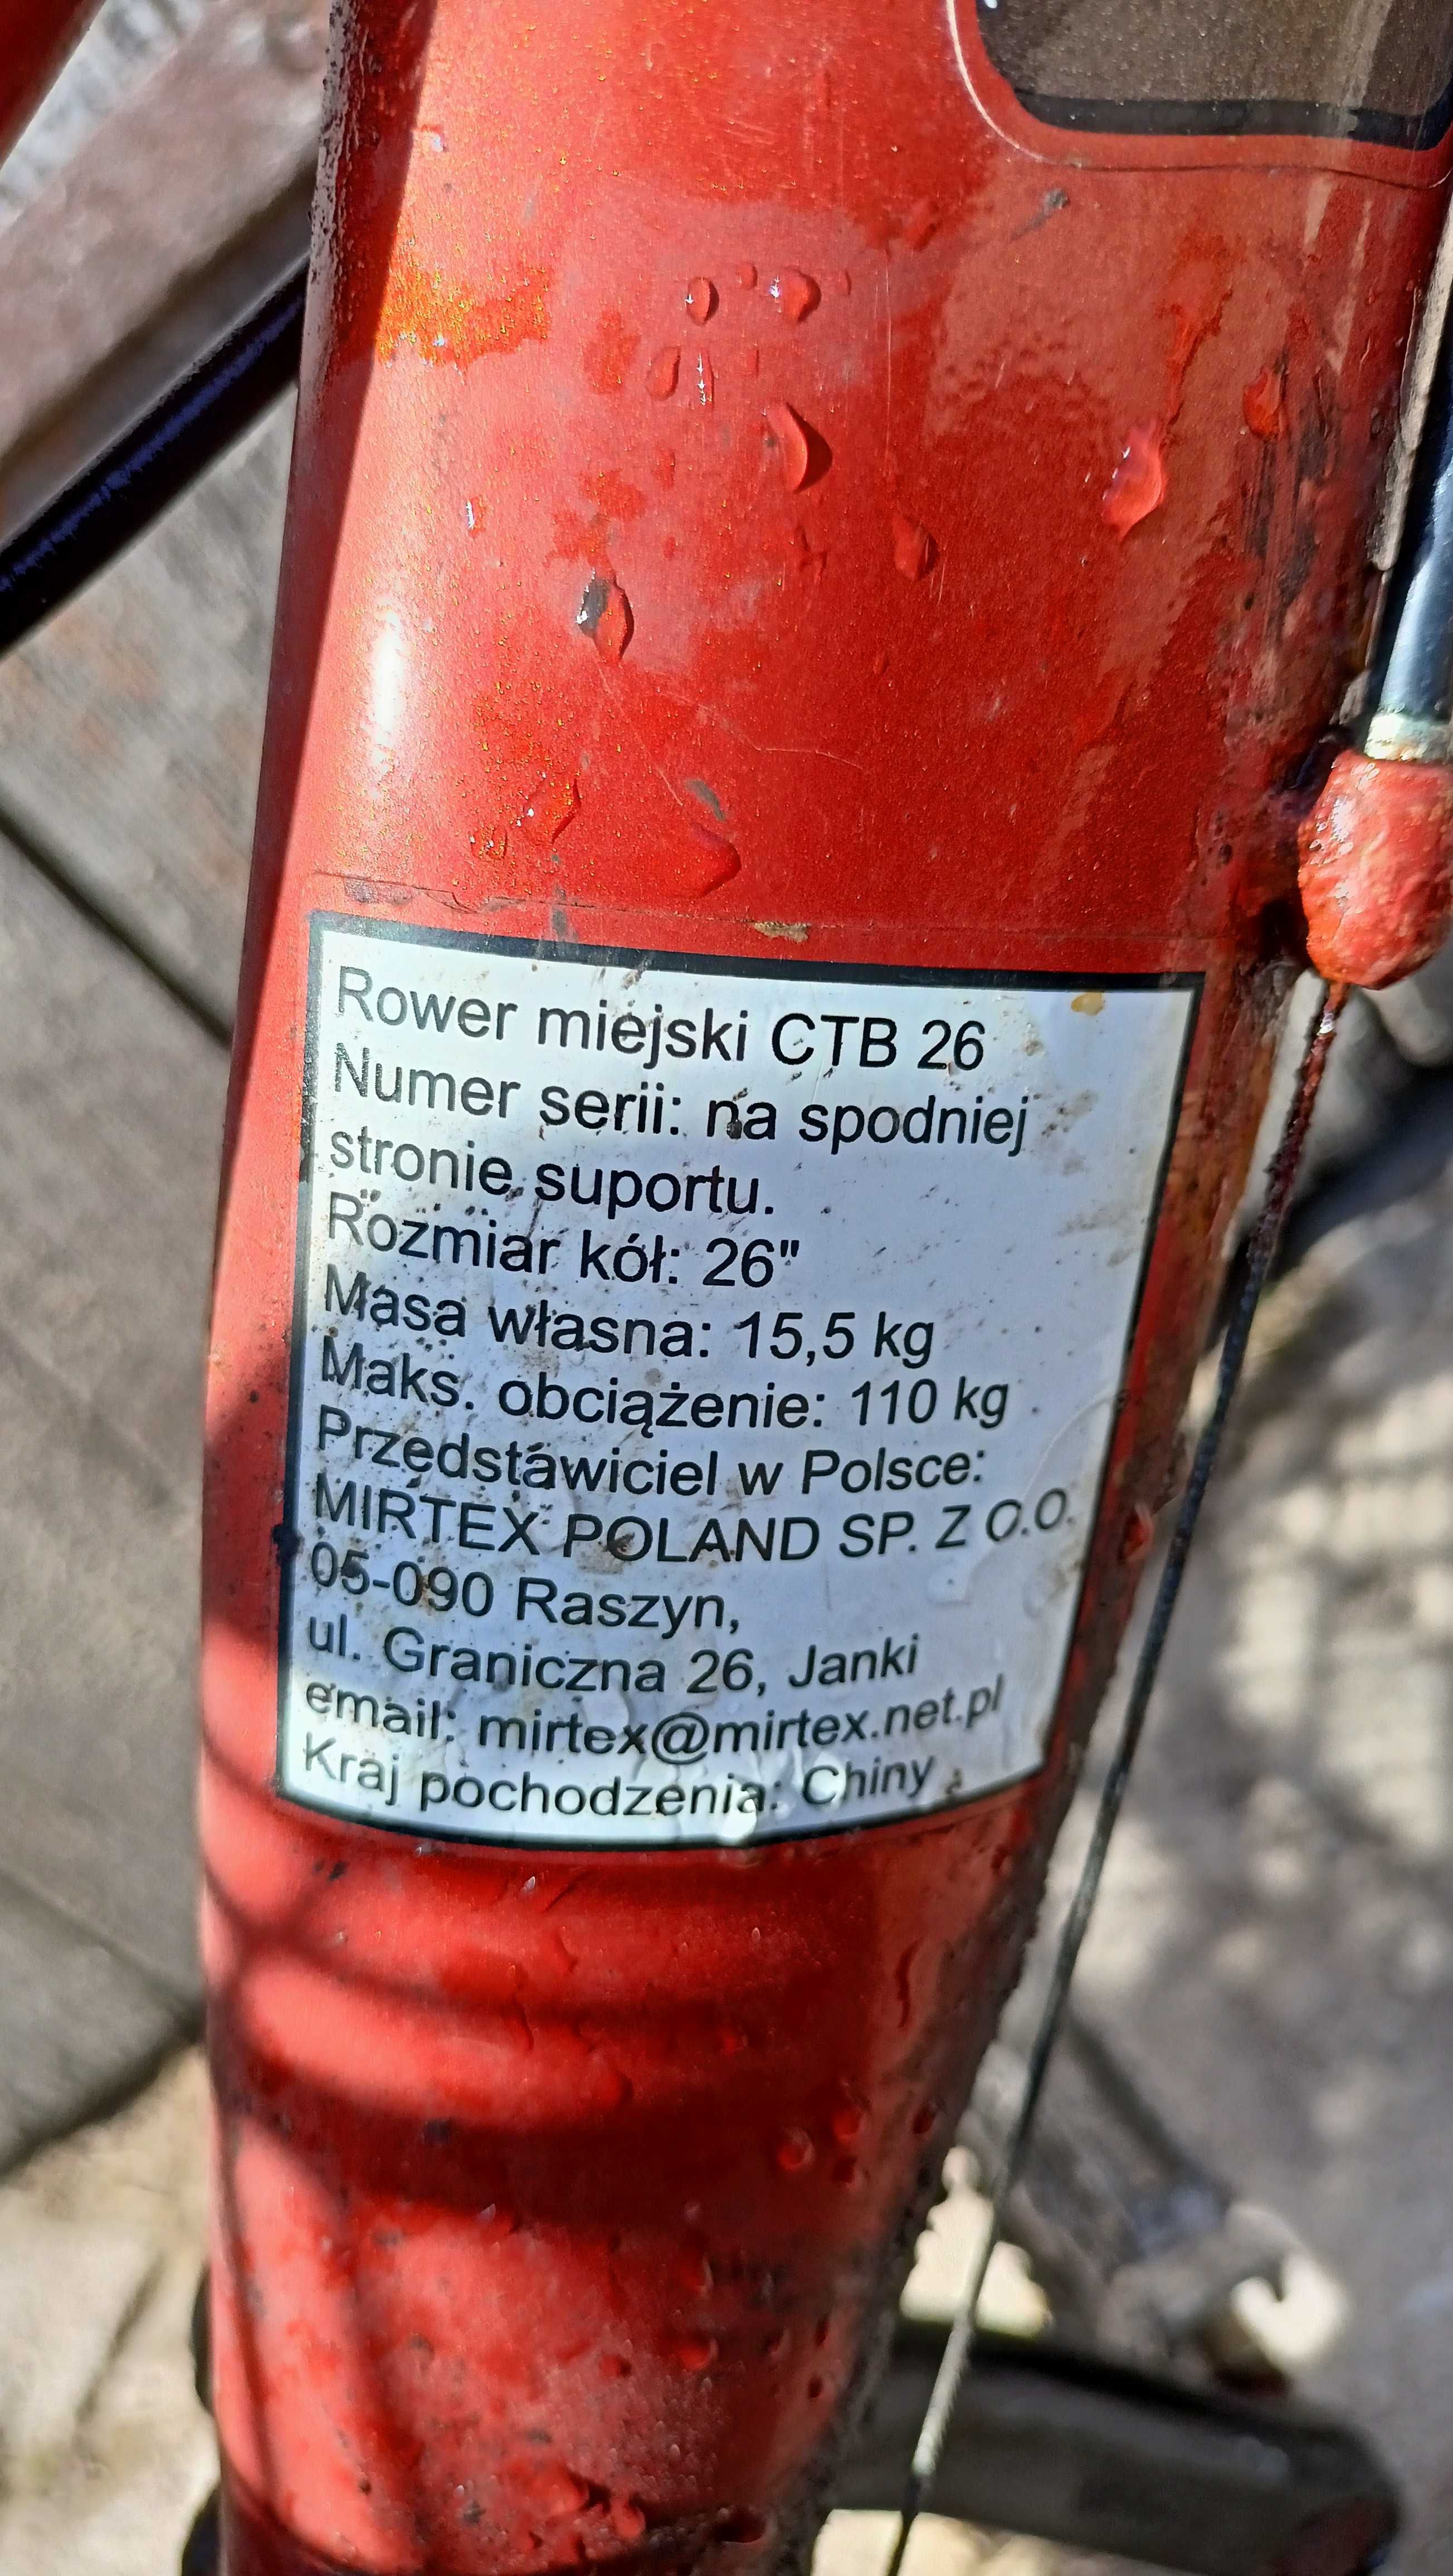 Rower miejski CTB 26
Numer serii: na spodniej
stronie suportu.
Rozmiar kół: 26"
Masa własna: 15,5 kg
Maks. obciążenie: 110 kg
Przedstawiciel w Polsce:
MIRTEX POLAND SP. Z O.O.
05-090 Raszyn,
ul. Graniczna 26, Janki
email: mirtex@mirtex.net.pl
Kraj pochodzenia: Chiny